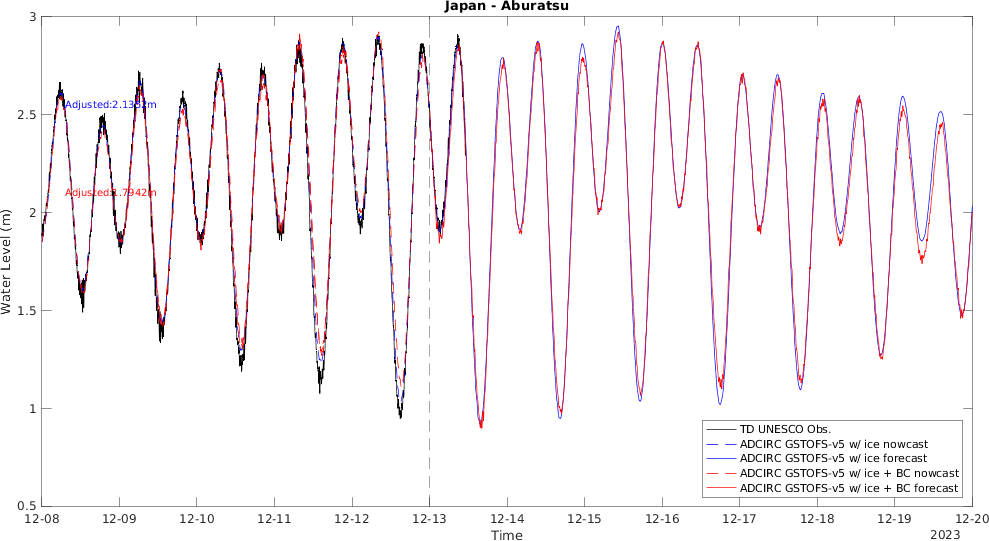 Japan - Aburatsu
3
2.5
2
1.5
1
0.5
Water Level (m)
Adjusted:2.1382m
Adjusted:1.7942m
TD UNESCO Obs.
ADCIRC GSTOFS-v5 w/ ice nowcast
ADCIRC GSTOFS-v5 w/ ice forecast
ADCIRC GSTOFS-v5 w/ ice + BC nowcast
ADCIRC GSTOFS-v5 w/ ice + BC forecast
12-08 12-09 12-10 12-11 12-12 12-13 12-14 12-15 12-16 12-17 12-18 12-19 12-20
Time
2023